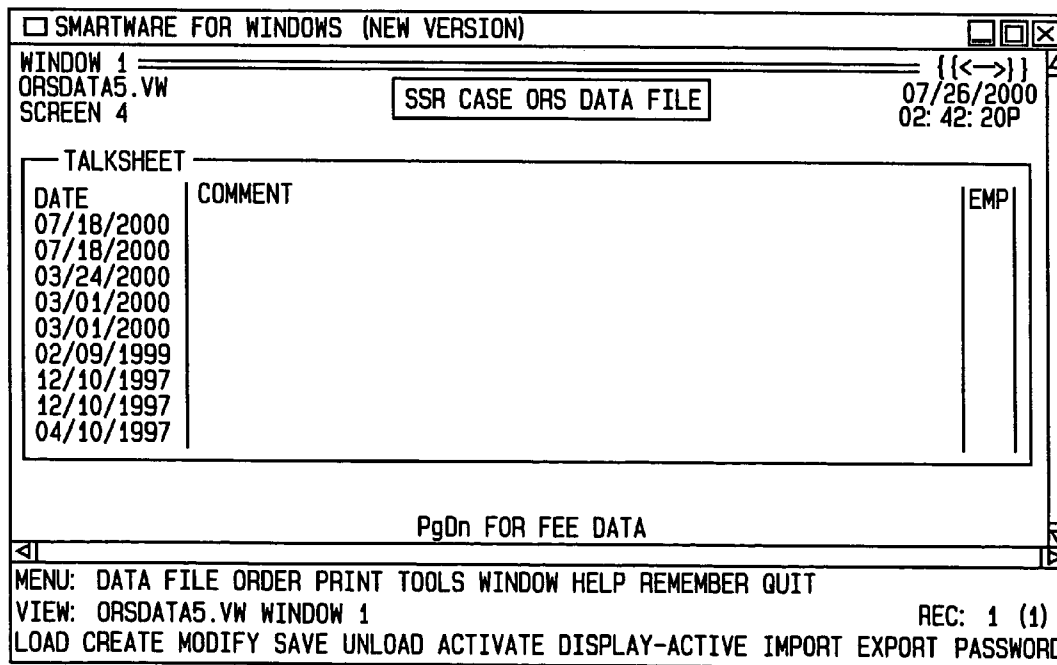 SMARTWARE FOR WINDOWS (NEW VERSION)
WINDOW 1 {{<—>}}
ORSDATA5.VW SSR CASE ORS DATA FILE 07/26/2000
SCREEN 4 02: 42: 20P
TALKSHEET
DATE COMMENT EMP
07/18/2000
07/18/2000
03/24/2000
03/01/2000
03/01/2000
02/09/1999
12/10/1997
12/10/1997
04/10/1997
PgDn FOR FEE DATA
MENU: DATA FILE ORDER PRINT TOOLS WINDOW HELP REMEMBER QUIT
VIEW: ORSDATA5.VW WINDOW 1 REC: 1 (1)
LOAD CREATE MODIFY SAVE UNLOAD ACTIVATE DISPLAY-ACTIVE IMPORT EXPORT PASSWORD